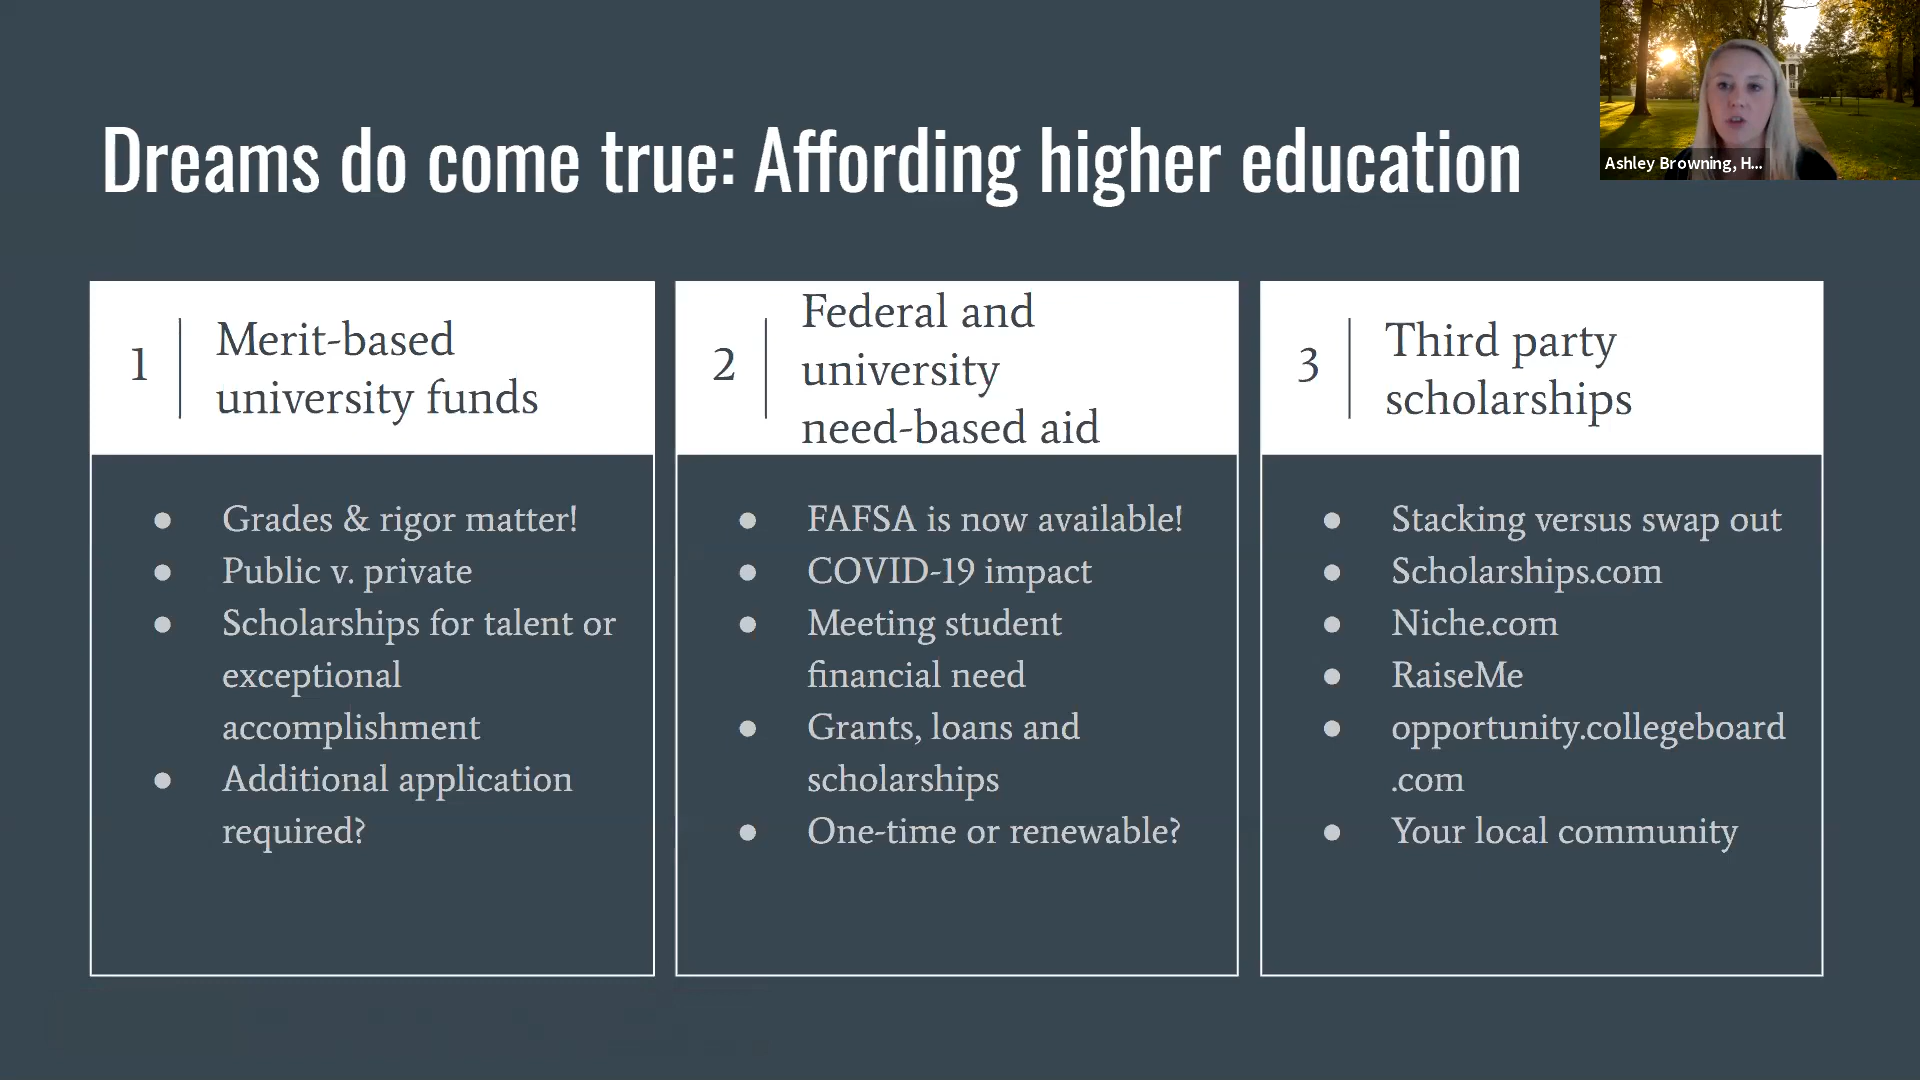 Dreams do come true: Affording higher education
Ashley Browning, H...
1
Merit-based
university funds
● Grades & rigor matter!
● Public v. private
● Scholarships for talent or
exceptional
accomplishment
● Additional application
required?
2
Federal and
university
need-based aid
● FAFSA is now available!
● COVID-19 impact
● Meeting student
financial need
● Grants, loans and
scholarships
● One-time or renewable?
3
Third party
scholarships
● Stacking versus swap out
● Scholarships.com
● Niche.com
● RaiseMe
● opportunity.collegeboard
.com
● Your local community